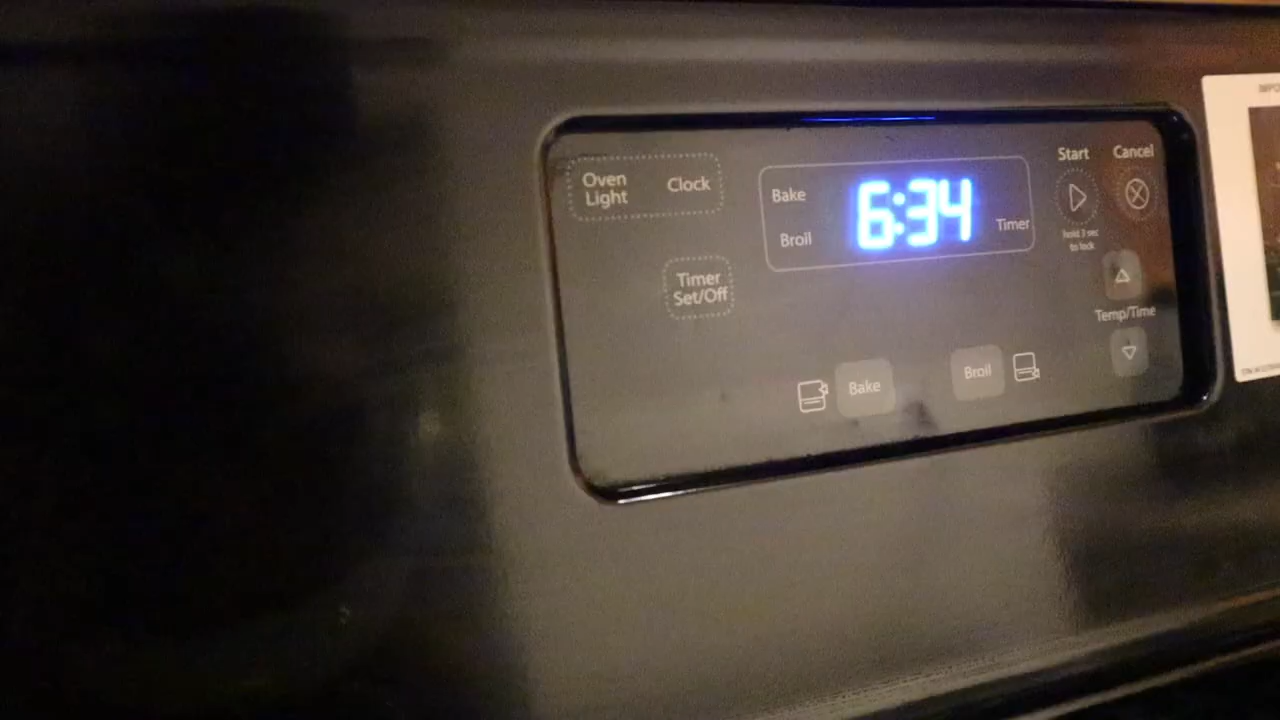 Oven
Light
Clock
Bake
6:34
Broil
Timer
Start
Cancel
hold 3 sec
to lock
Timer
Set/Off
Temp/Time
Bake
Broil